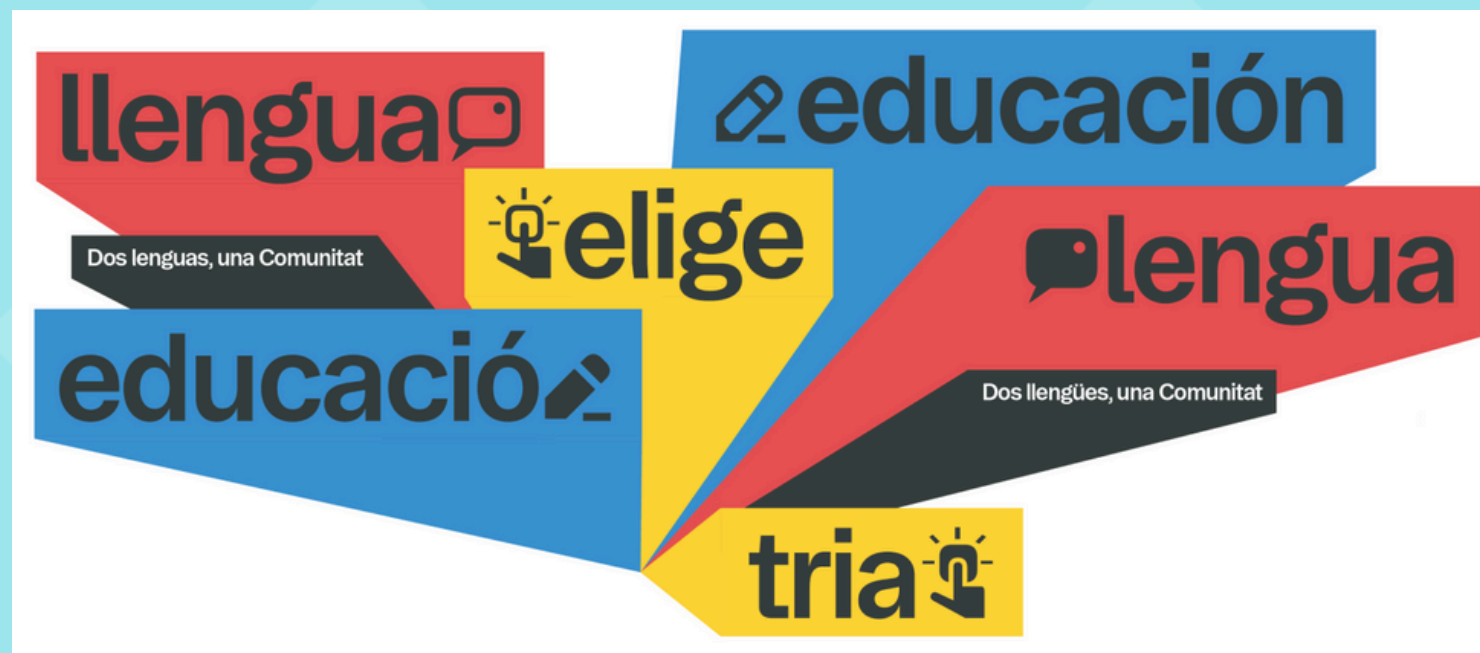 llengua
educación
elige
lengua
Dos lenguas, una Comunitat
educació
Dos llengües, una Comunitat
tria